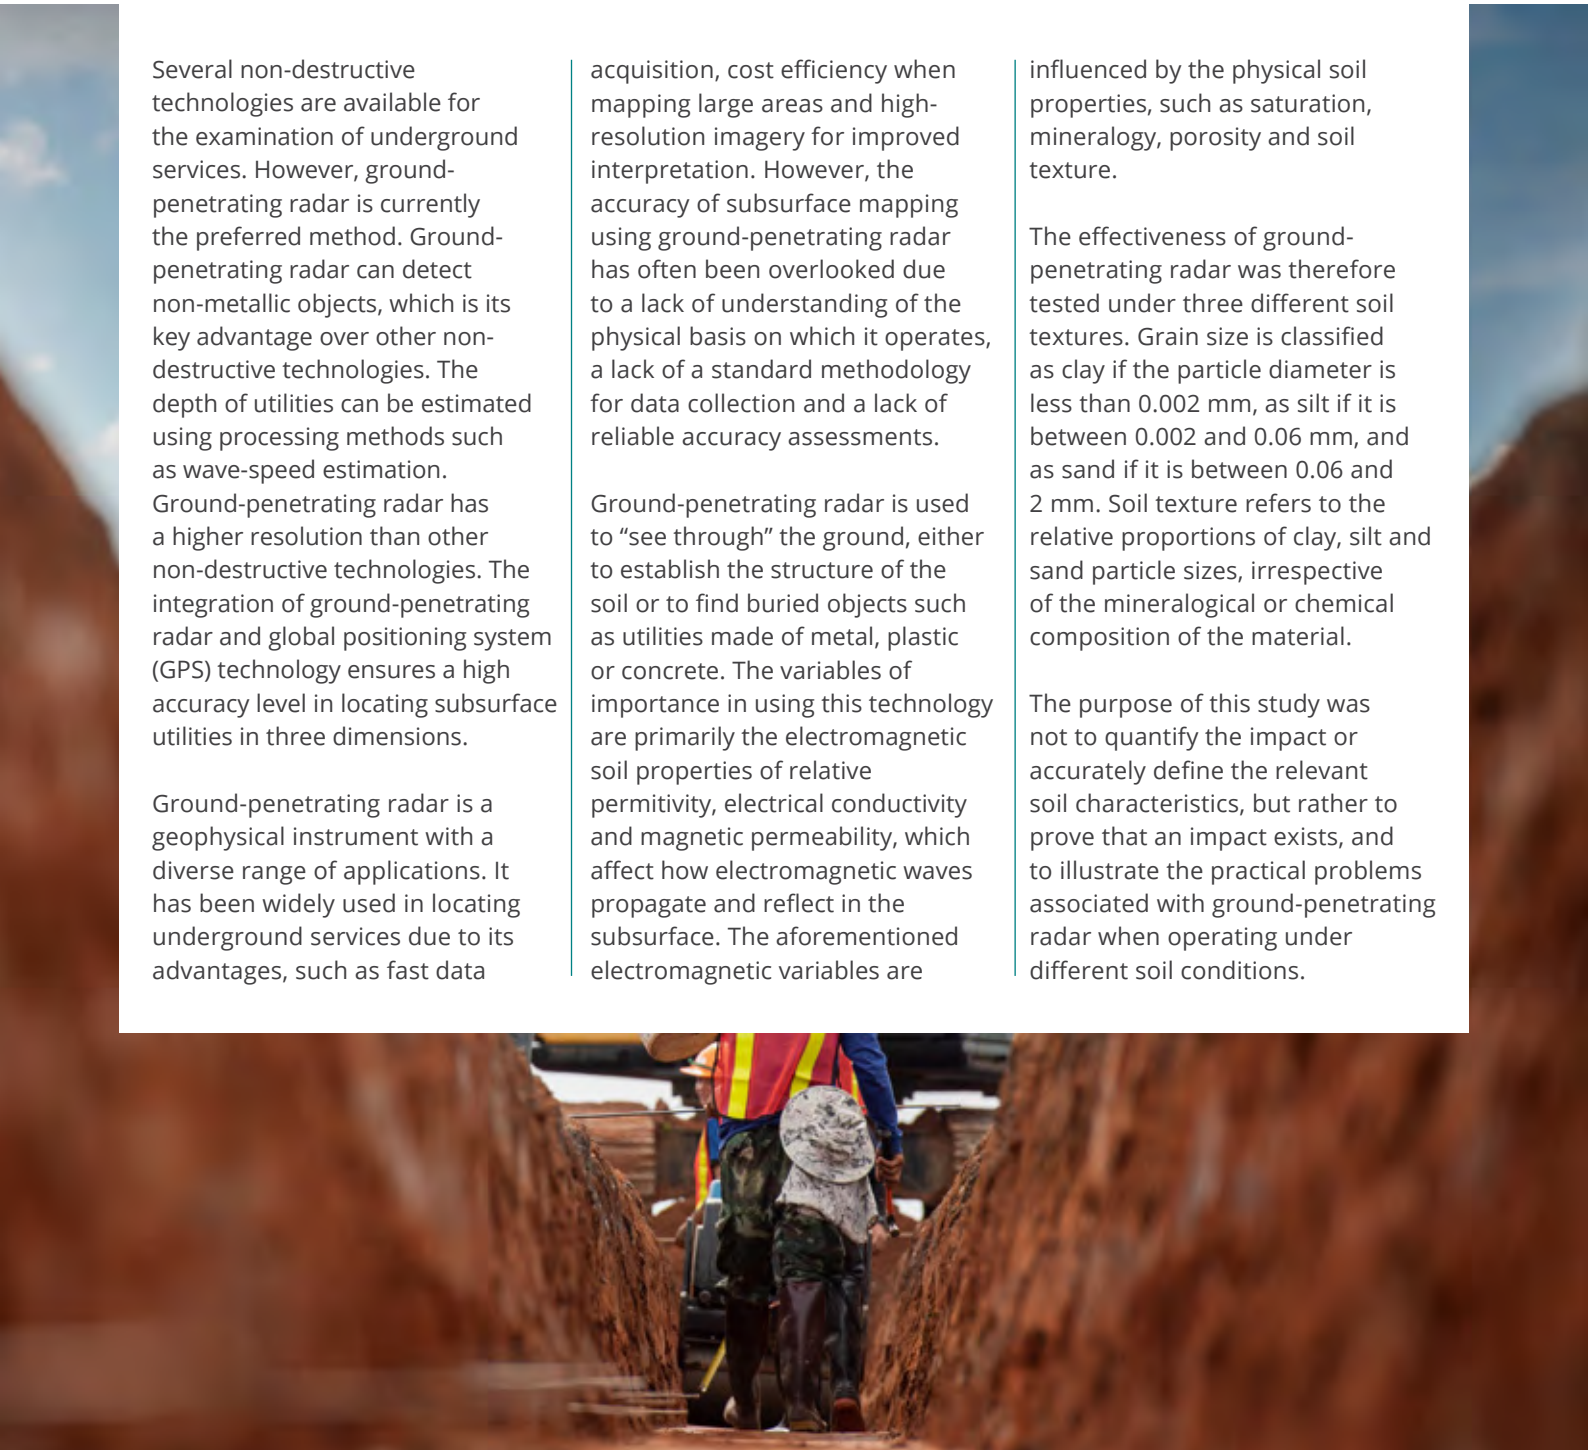 Several non-destructive
technologies are available for
the examination of underground
services. However, ground-
penetrating radar is currently
the preferred method. Ground-
penetrating radar can detect
non-metallic objects, which is its
key advantage over other non-
destructive technologies. The
depth of utilities can be estimated
using processing methods such
as wave-speed estimation.
Ground-penetrating radar has
a higher resolution than other
non-destructive technologies. The
integration of ground-penetrating
radar and global positioning system
(GPS) technology ensures a high
accuracy level in locating subsurface
utilities in three dimensions.
Ground-penetrating radar is a
geophysical instrument with a
diverse range of applications. It
has been widely used in locating
underground services due to its
advantages, such as fast data
acquisition, cost efficiency when
mapping large areas and high-
resolution imagery for improved
interpretation. However, the
accuracy of subsurface mapping
using ground-penetrating radar
has often been overlooked due
to a lack of understanding of the
physical basis on which it operates,
a lack of a standard methodology
for data collection and a lack of
reliable accuracy assessments.
Ground-penetrating radar is used
to “see through” the ground, either
to establish the structure of the
soil or to find buried objects such
as utilities made of metal, plastic
or concrete. The variables of
importance in using this technology
are primarily the electromagnetic
soil properties of relative
permitivity, electrical conductivity
and magnetic permeability, which
affect how electromagnetic waves
propagate and reflect in the
subsurface. The aforementioned
electromagnetic variables are
influenced by the physical soil
properties, such as saturation,
mineralogy, porosity and soil
texture.
The effectiveness of ground-
penetrating radar was therefore
tested under three different soil
textures. Grain size is classified
as clay if the particle diameter is
less than 0.002 mm, as silt if it is
between 0.002 and 0.06 mm, and
as sand if it is between 0.06 and
2 mm. Soil texture refers to the
relative proportions of clay, silt and
sand particle sizes, irrespective
of the mineralogical or chemical
composition of the material.
The purpose of this study was
not to quantify the impact or
accurately define the relevant
soil characteristics, but rather to
prove that an impact exists, and
to illustrate the practical problems
associated with ground-penetrating
radar when operating under
different soil conditions.